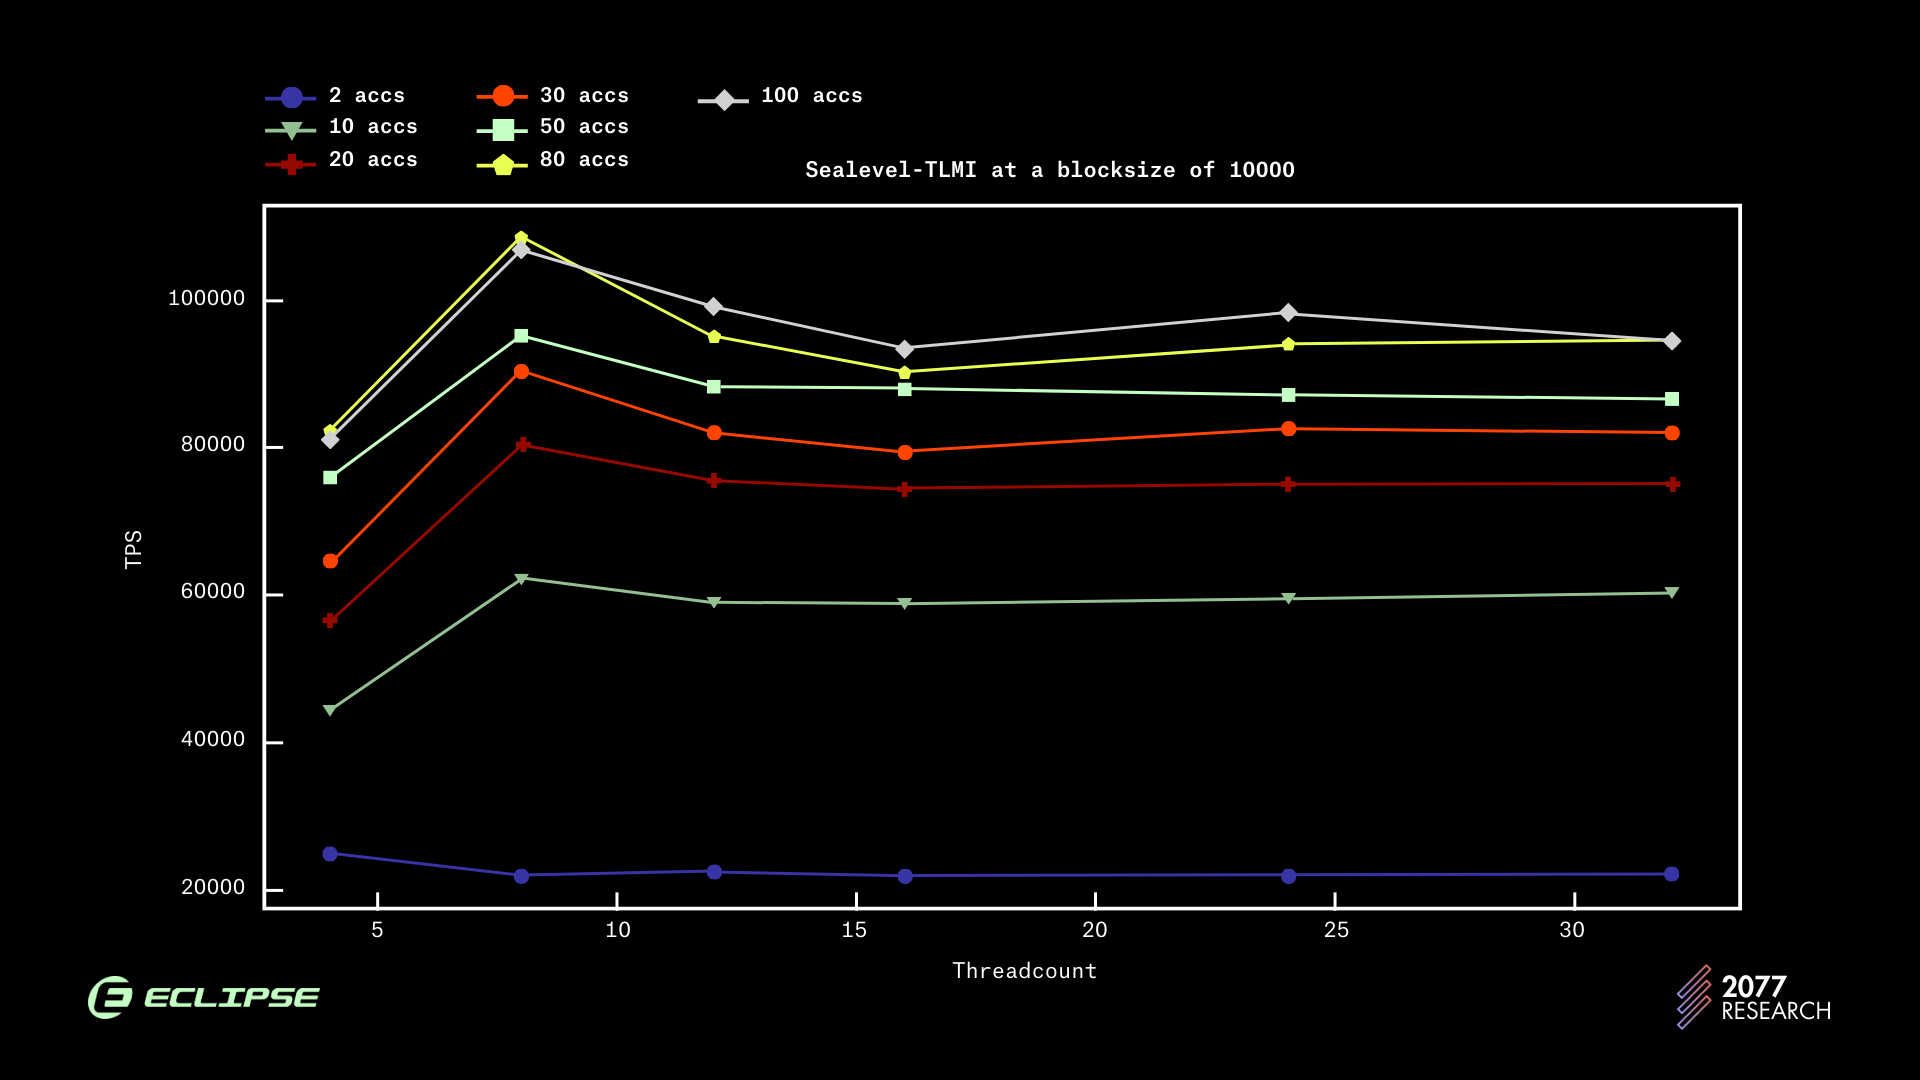 2 accs
10 accs
20 accs
30 accs
50 accs
80 accs
100 accs
Sealevel-TLMI at a blocksize of 10000
100000
80000
60000
40000
20000
TPS
5 10 15 20 25 30
Threadcount
ECLIPSE
2077
RESEARCH